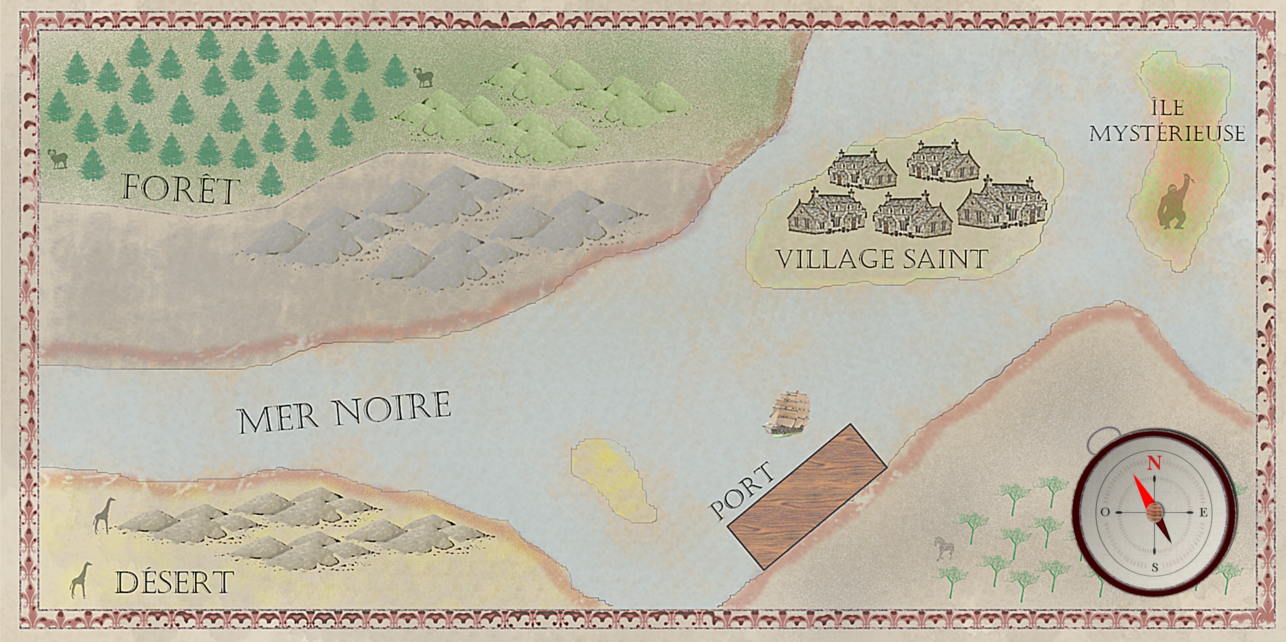 FORÊT
ÎLE
MYSTÉRIEUSE
VILLAGE SAINT
MER NOIRE
PORT
DÉSERT
N
O E
S